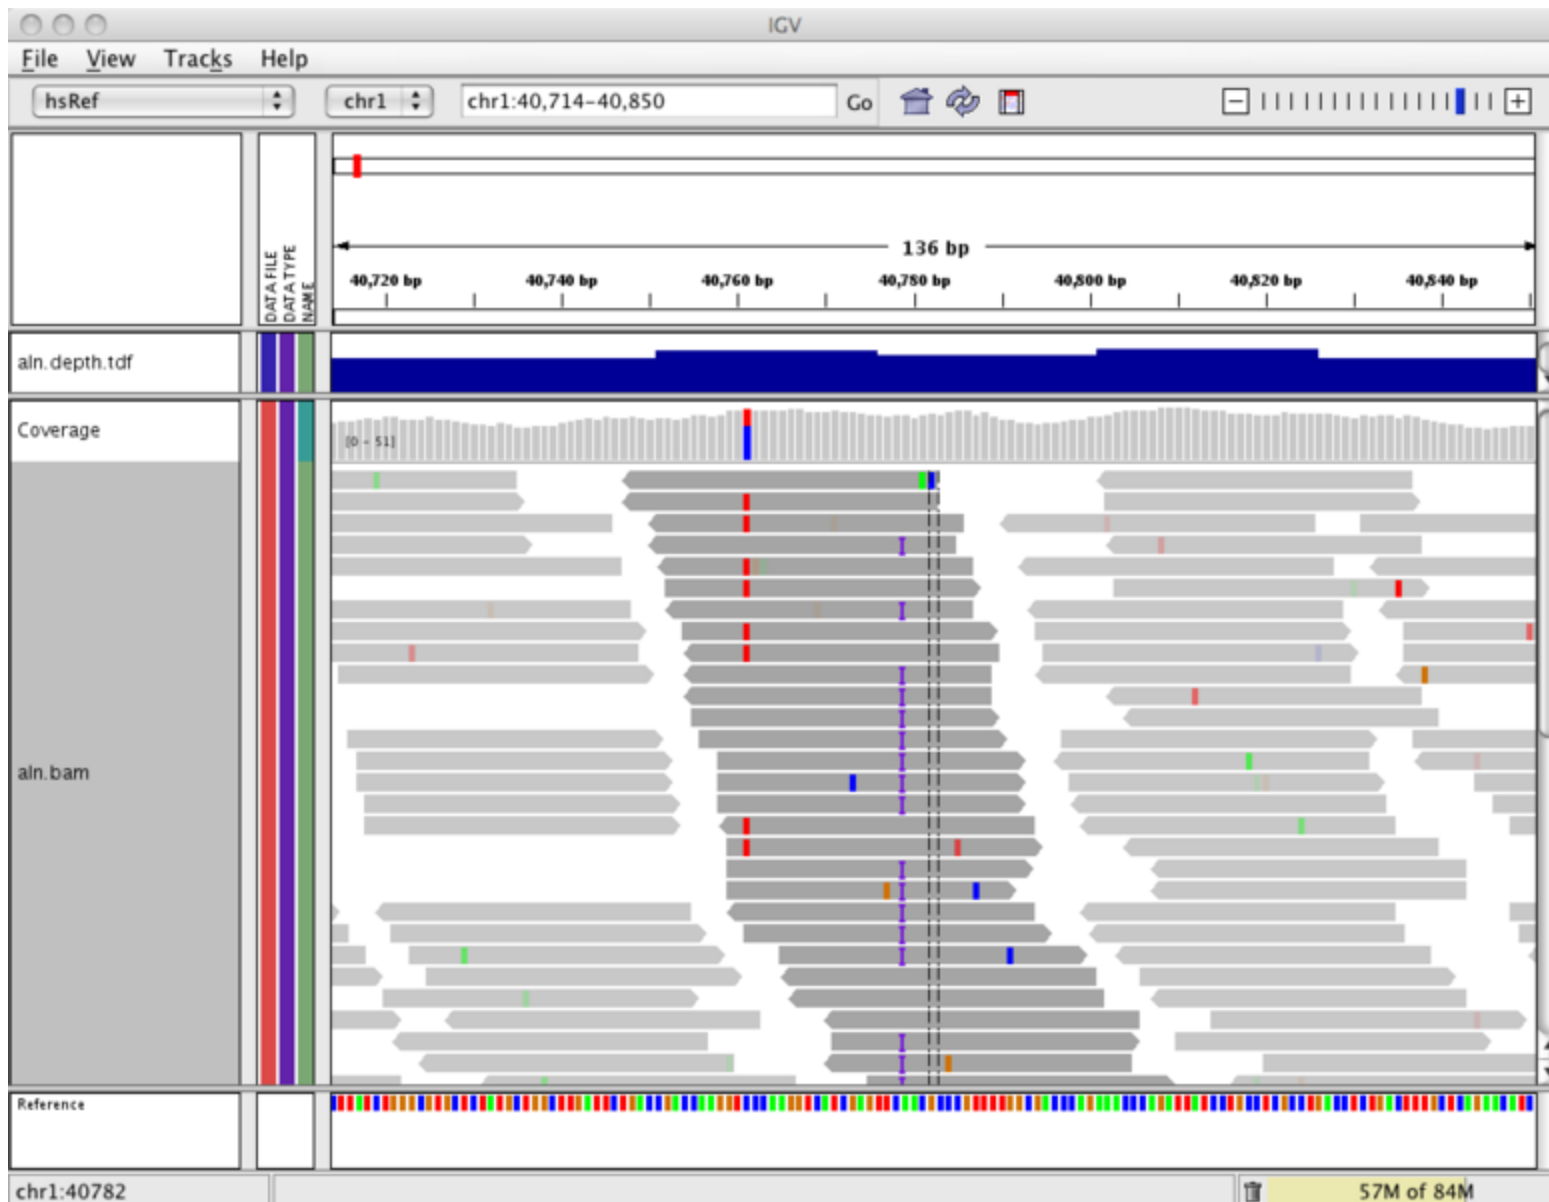 IGV
File View Tracks Help
hsRef chr1 chr1:40,714-40,850 Go
136 bp
40,720 bp 40,740 bp 40,760 bp 40,780 bp 40,800 bp 40,820 bp 40,840 bp
DATA FILE
DATA TYPE
NAME
aln.depth.tdf
Coverage
[0 - 51]
aln.bam
Reference
chr1:40782
57M of 84M